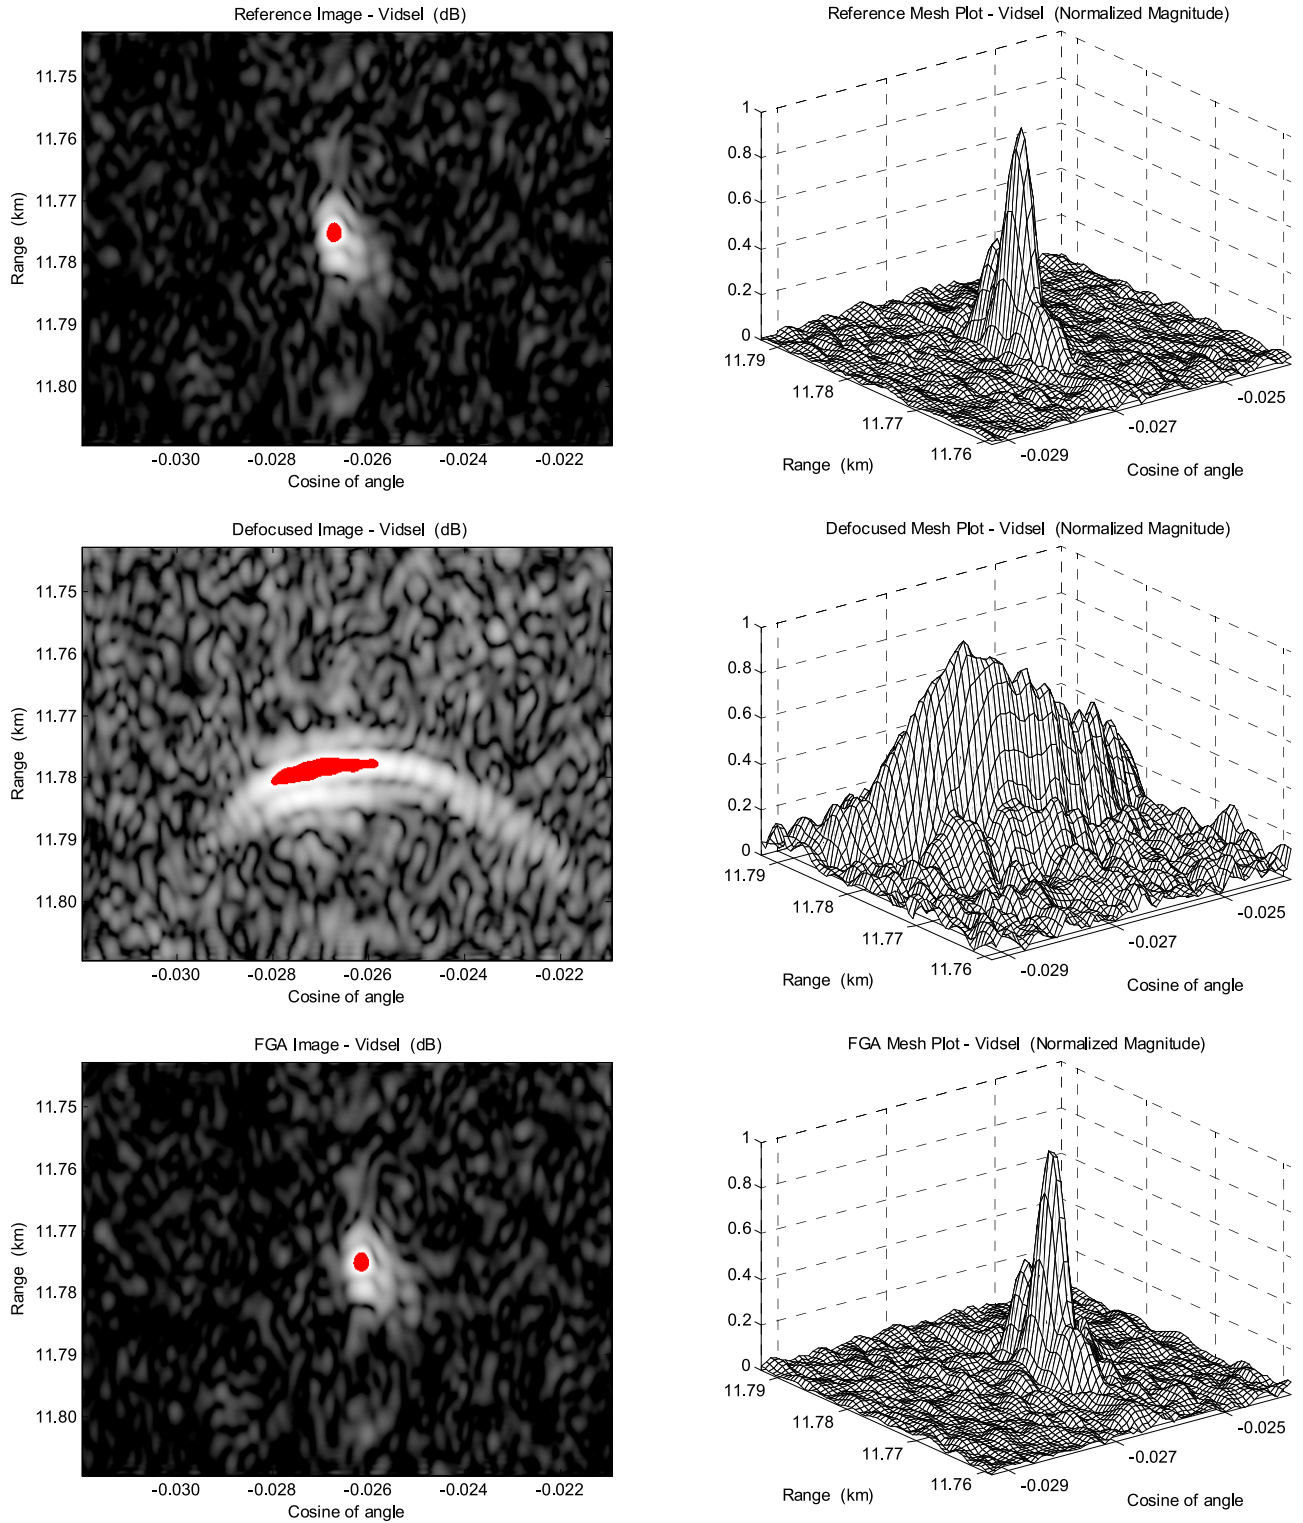 Reference Image - Vidsel (dB)
11.75
11.76
11.77
11.78
11.79
11.80
Range (km)
-0.030 -0.028 -0.026 -0.024 -0.022
Cosine of angle
Reference Mesh Plot - Vidsel (Normalized Magnitude)
1
0.8
0.6
0.4
0.2
0
11.79
11.78
11.77
11.76
Range (km)
-0.029
-0.027
-0.025
Cosine of angle
Defocused Image - Vidsel (dB)
11.75
11.76
11.77
11.78
11.79
11.80
Range (km)
-0.030 -0.028 -0.026 -0.024 -0.022
Cosine of angle
Defocused Mesh Plot - Vidsel (Normalized Magnitude)
1
0.8
0.6
0.4
0.2
0
11.79
11.78
11.77
11.76
Range (km)
-0.029
-0.027
-0.025
Cosine of angle
FGA Image - Vidsel (dB)
11.75
11.76
11.77
11.78
11.79
11.80
Range (km)
-0.030 -0.028 -0.026 -0.024 -0.022
Cosine of angle
FGA Mesh Plot - Vidsel (Normalized Magnitude)
1
0.8
0.6
0.4
0.2
0
11.79
11.78
11.77
11.76
Range (km)
-0.029
-0.027
-0.025
Cosine of angle